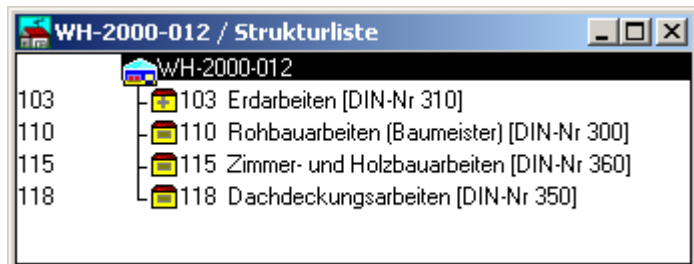 WH-2000-012 / Strukturliste
WH-2000-012
103 103 Erdarbeiten [DIN-Nr 310]
110 110 Rohbauarbeiten (Baumeister) [DIN-Nr 300]
115 115 Zimmer- und Holzbauarbeiten [DIN-Nr 360]
118 118 Dachdeckungsarbeiten [DIN-Nr 350]